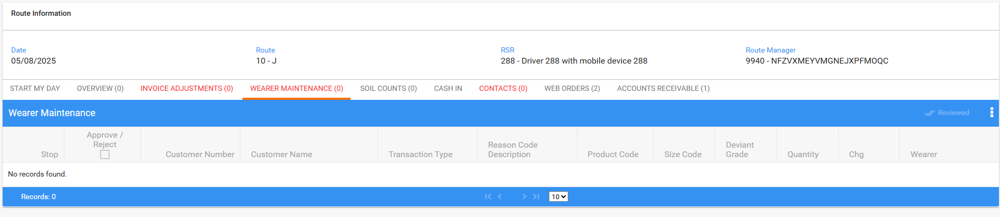 Route Information
Date Route RSR Route Manager
05/08/2025 10 - J 288 - Driver 288 with mobile device 288 9940 - NFZVXMEYVMGNEJXPFMOQC
START MY DAY OVERVIEW (0) INVOICE ADJUSTMENTS (0) WEARER MAINTENANCE (0) SOIL COUNTS (0) CASH IN CONTACTS (0) WEB ORDERS (2) ACCOUNTS RECEIVABLE (1)
Wearer Maintenance Reviewed
Approve /
Reject Reason Code Deviant
Stop Customer Number Customer Name Transaction Type Description Product Code Size Code Grade Quantity Chg Wearer
No records found.
Records: 0 10